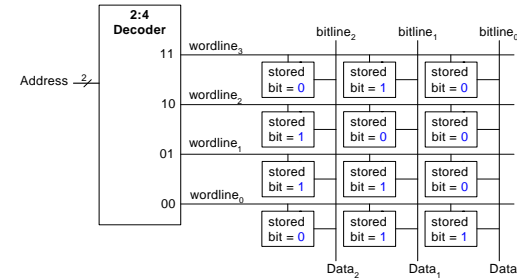 2:4
Decoder
bitline2 bitline1 bitline0
11 wordline3
stored bit = 0 stored bit = 1 stored bit = 0
Address 2
10 wordline2
stored bit = 1 stored bit = 0 stored bit = 0
01 wordline1
stored bit = 1 stored bit = 1 stored bit = 0
00 wordline0
stored bit = 0 stored bit = 1 stored bit = 1
Data2 Data1 Data